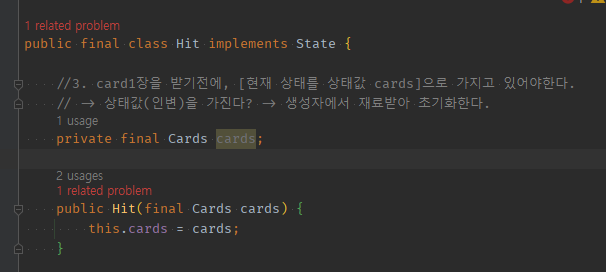 1 related problem
public final class Hit implements State {
//3. card1장을 받기전에, [현재 상태를 상태값 cards]으로 가지고 있어야한다.
// → 상태값(인변)을 가진다? → 생성자에서 재료받아 초기화한다.
1 usage
private final Cards cards;
2 usages
1 related problem
public Hit(final Cards cards) {
this.cards = cards;
}